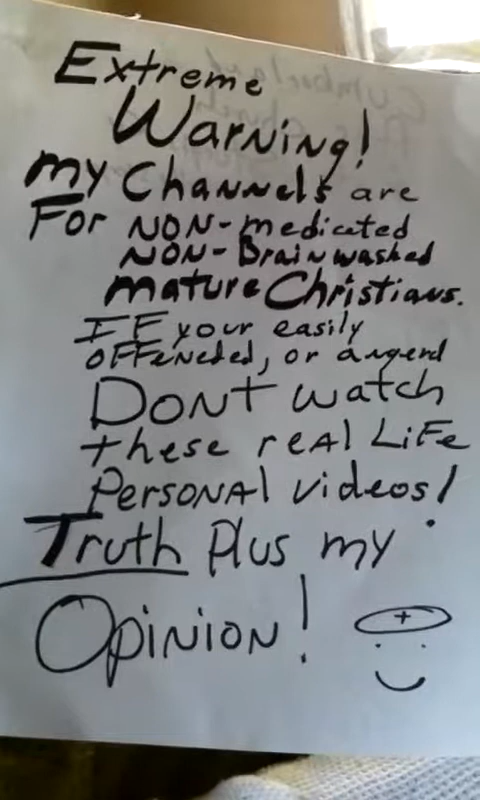 Extreme
Warning!
my Channels are
For NON-medicated
NON-Brainwashed
mature Christians.
IF your easily
OFFeneded, or angerd
DONt watch
these real LiFe
Personal videos!
Truth Plus my
Opinion!